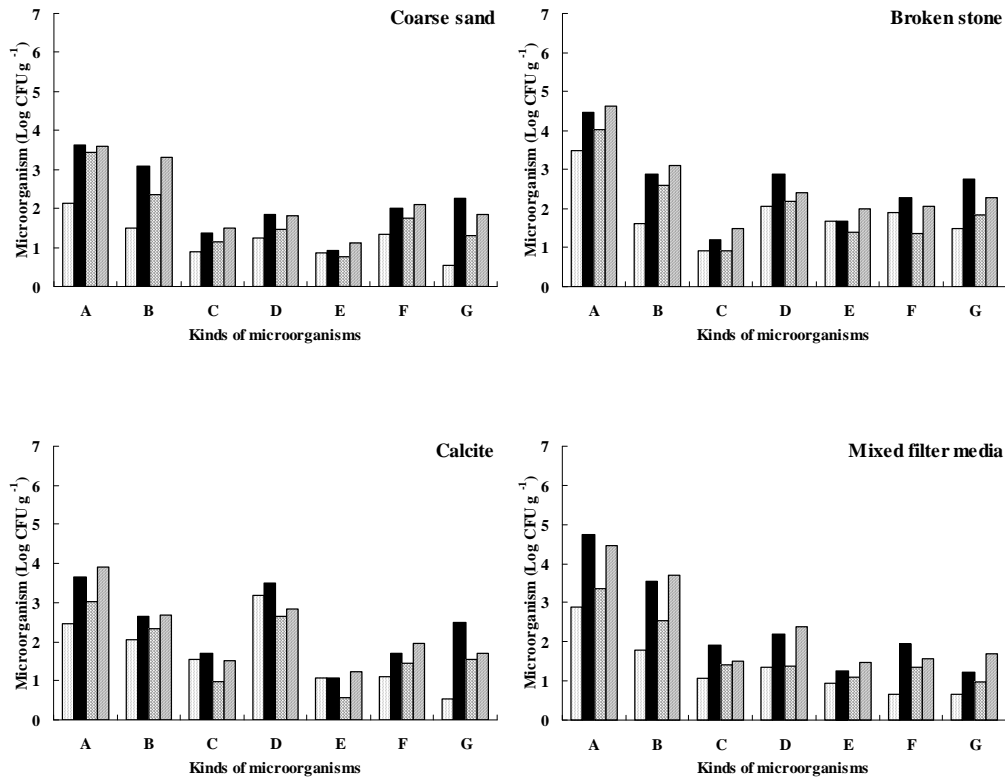 Coarse sand
Microorganism (Log CFU g -1)
7
6
5
4
3
2
1
0
A B C D E F G
Kinds of microorganisms
Broken stone
Microorganism (Log CFU g -1)
7
6
5
4
3
2
1
0
A B C D E F G
Kinds of microorganisms
Calcite
Microorganism (Log CFU g -1)
7
6
5
4
3
2
1
0
A B C D E F G
Kinds of microorganisms
Mixed filter media
Microorganism (Log CFU g -1)
7
6
5
4
3
2
1
0
A B C D E F G
Kinds of microorganisms